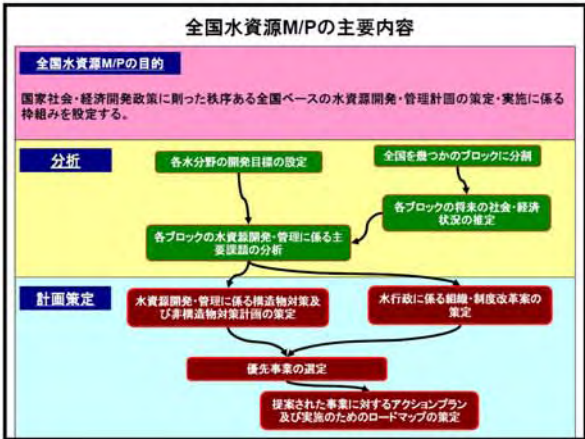 全国水資源M/Pの主要内容
全国水資源M/Pの目的
国家社会・経済開発政策に則った秩序ある全国ベースの水資源開発・管理計画の策定・実施に係る
枠組みを設定する。
分析
各水分野の開発目標の設定
全国を幾つかのブロックに分割
各ブロックの将来の社会・経済
状況の推定
各ブロックの水資源開発・管理に係る主
要課題の分析
計画策定
水資源開発・管理に係る構造物対策及
び非構造物対策計画の策定
水行政に係る組織・制度改革案の
策定
優先事業の選定
提案された事業に対するアクションプラン
及び実施のためのロードマップの策定